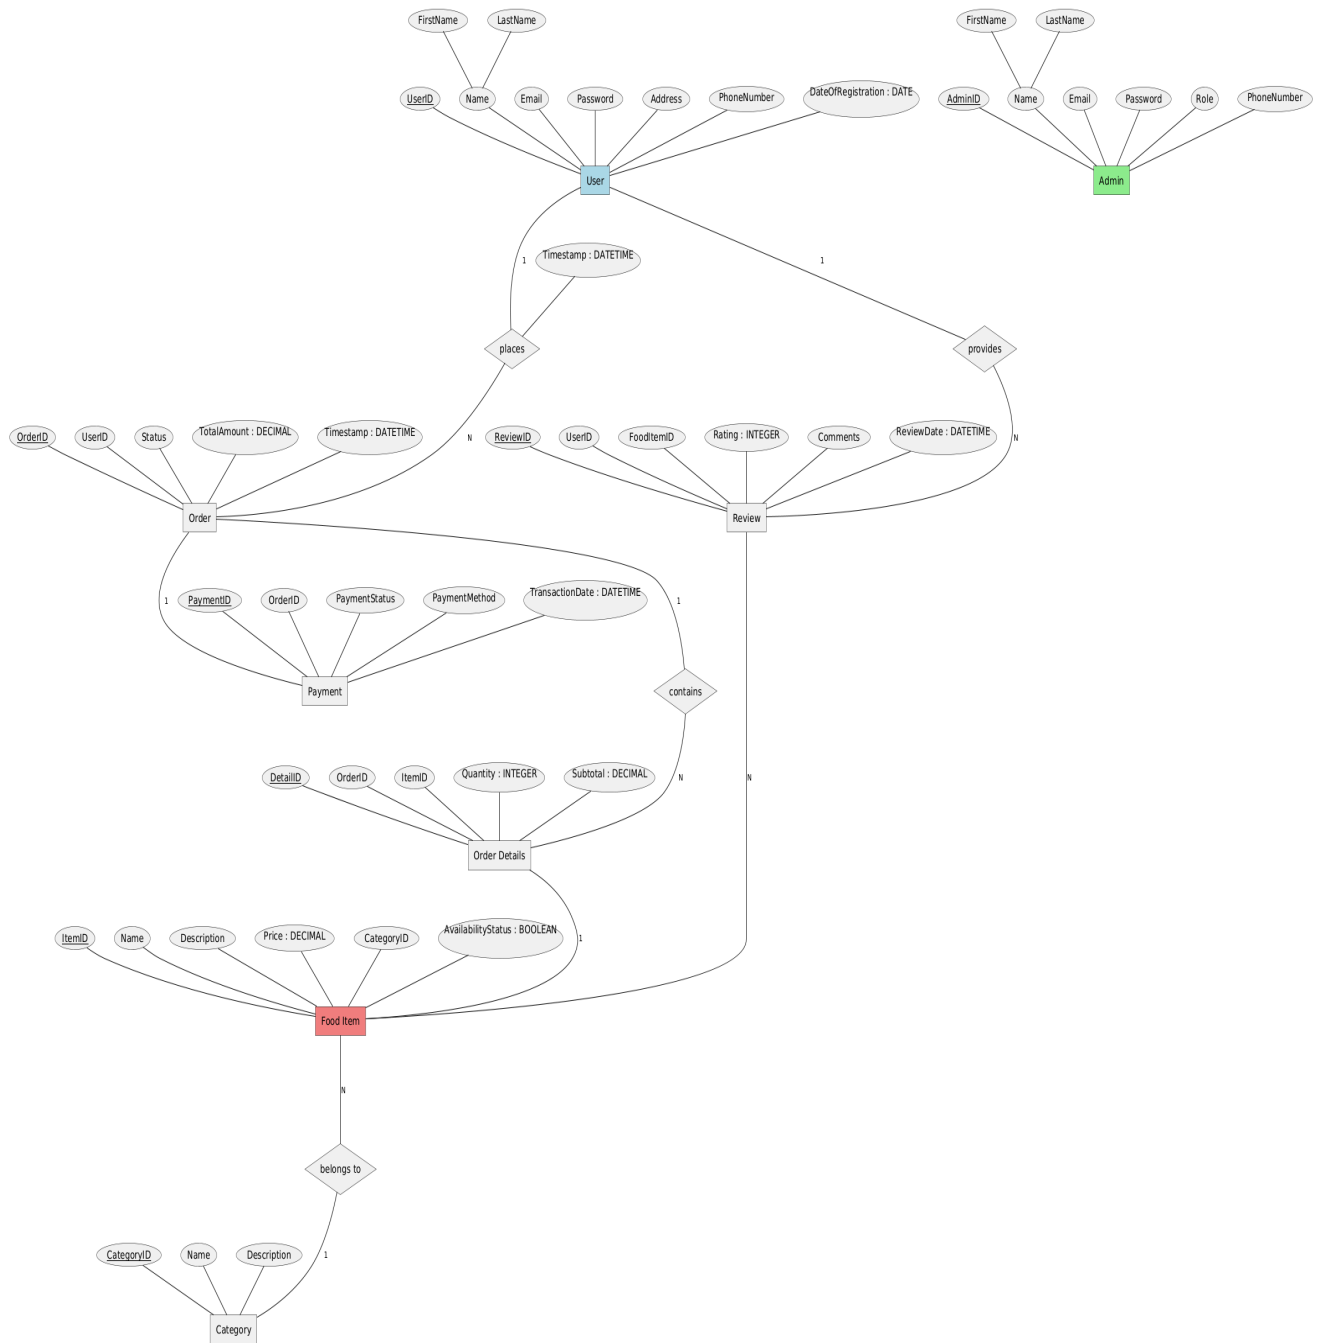 FirstName
LastName
FirstName
LastName
UserID
Name
Email
Password
Address
PhoneNumber
DateOfRegistration : DATE
AdminID
Name
Email
Password
Role
PhoneNumber
User
Admin
Timestamp : DATETIME
1
1
places
provides
OrderID
UserID
Status
TotalAmount : DECIMAL
Timestamp : DATETIME
N
ReviewID
UserID
FoodItemID
Rating : INTEGER
Comments
ReviewDate : DATETIME
N
Order
Review
1
PaymentID
OrderID
PaymentStatus
PaymentMethod
TransactionDate : DATETIME
1
Payment
contains
DetailID
OrderID
ItemID
Quantity : INTEGER
Subtotal : DECIMAL
N
N
Order Details
ItemID
Name
Description
Price : DECIMAL
CategoryID
AvailabilityStatus : BOOLEAN
1
Food Item
N
belongs to
CategoryID
Name
Description
1
Category